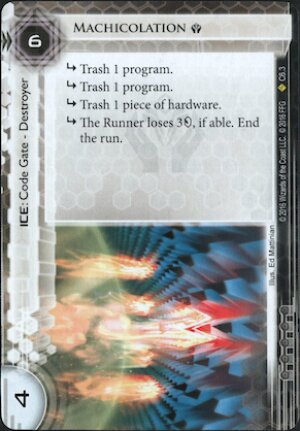 MACHICOLATION
6
↳ Trash 1 program.
↳ Trash 1 program.
↳ Trash 1 piece of hardware.
↳ The Runner loses 3, if able. End
the run.
ICE: Code Gate - Destroyer
4
C6.3
© 2016 Wizards of the Coast LLC. © 2016 FFG
Illus. Ed Mattinian